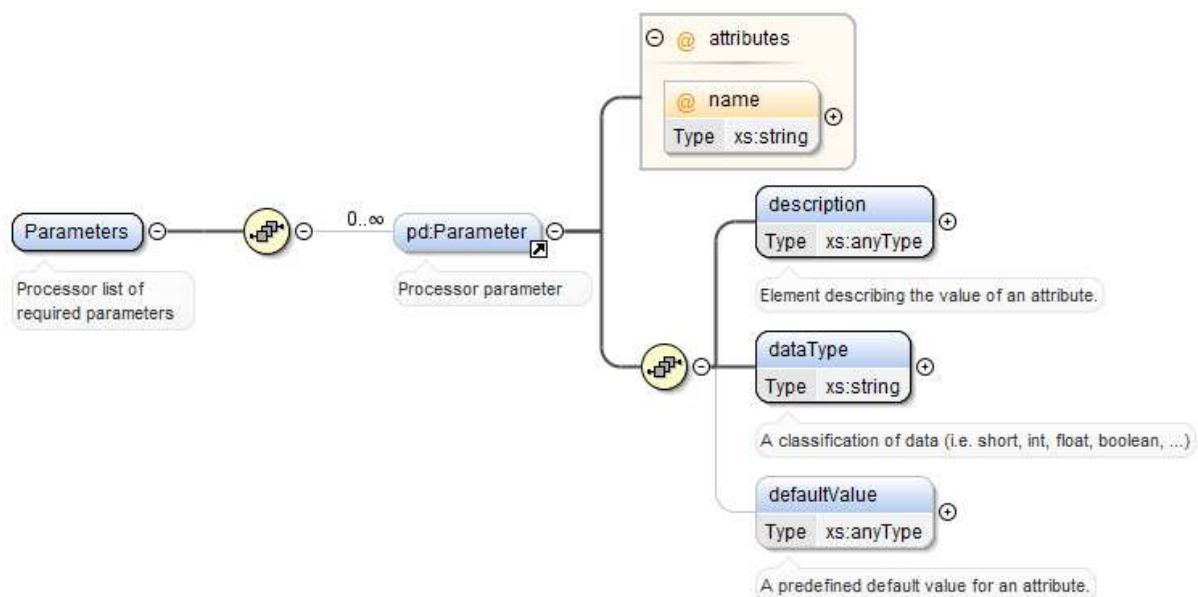 @ attributes
@ name
Type xs:string
Parameters
0..∞
pd:Parameter
Processor list of
required parameters
Processor parameter
description
Type xs:anyType
Element describing the value of an attribute.
dataType
Type xs:string
A classification of data (i.e. short, int, float, boolean, ...)
defaultValue
Type xs:anyType
A predefined default value for an attribute.